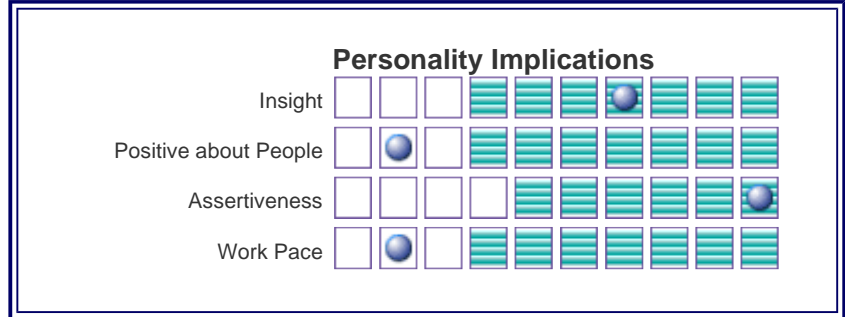 Personality Implications
Insight
Positive about People
Assertiveness
Work Pace